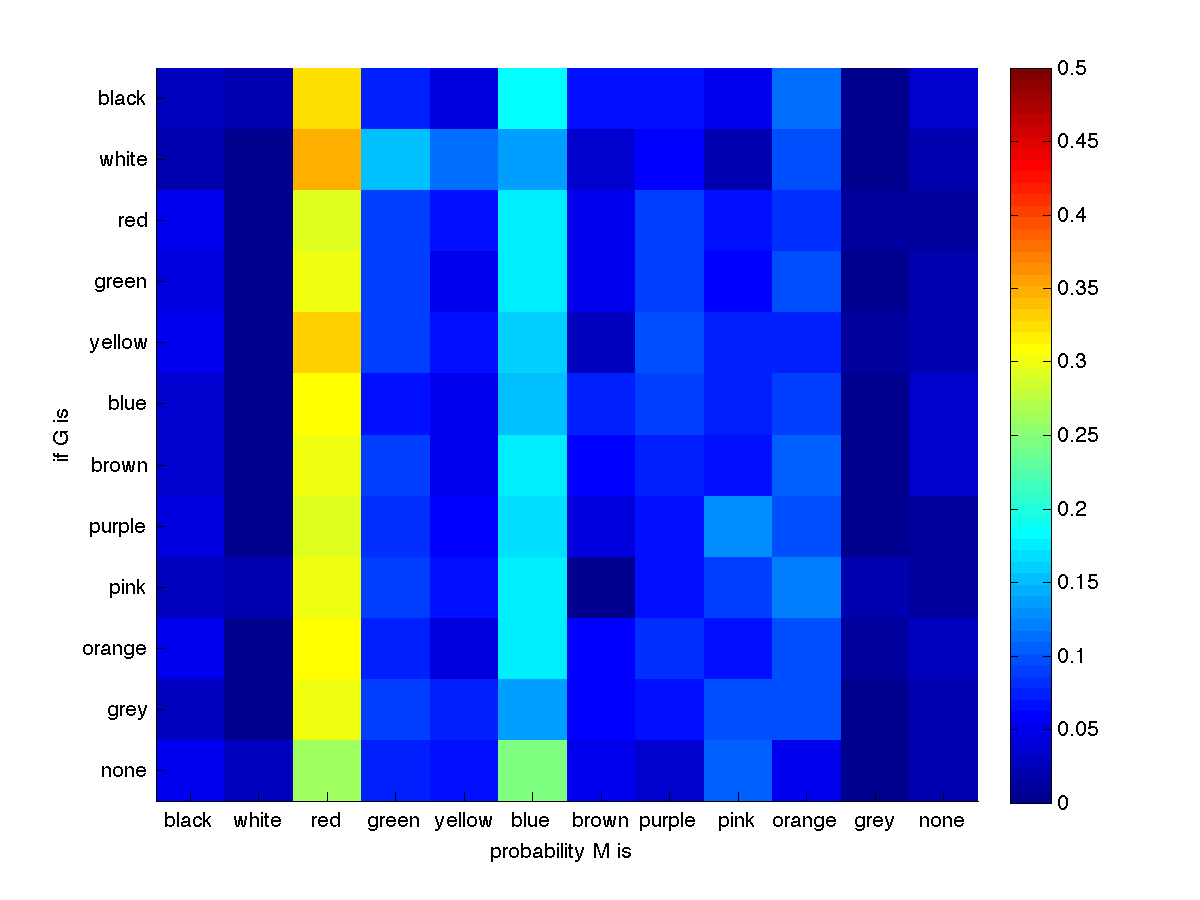 black
white
red
green
yellow
blue
brown
purple
pink
orange
grey
none
if G is
black white red green yellow blue brown purple pink orange grey none
probability M is
0.5
0.45
0.4
0.35
0.3
0.25
0.2
0.15
0.1
0.05
0